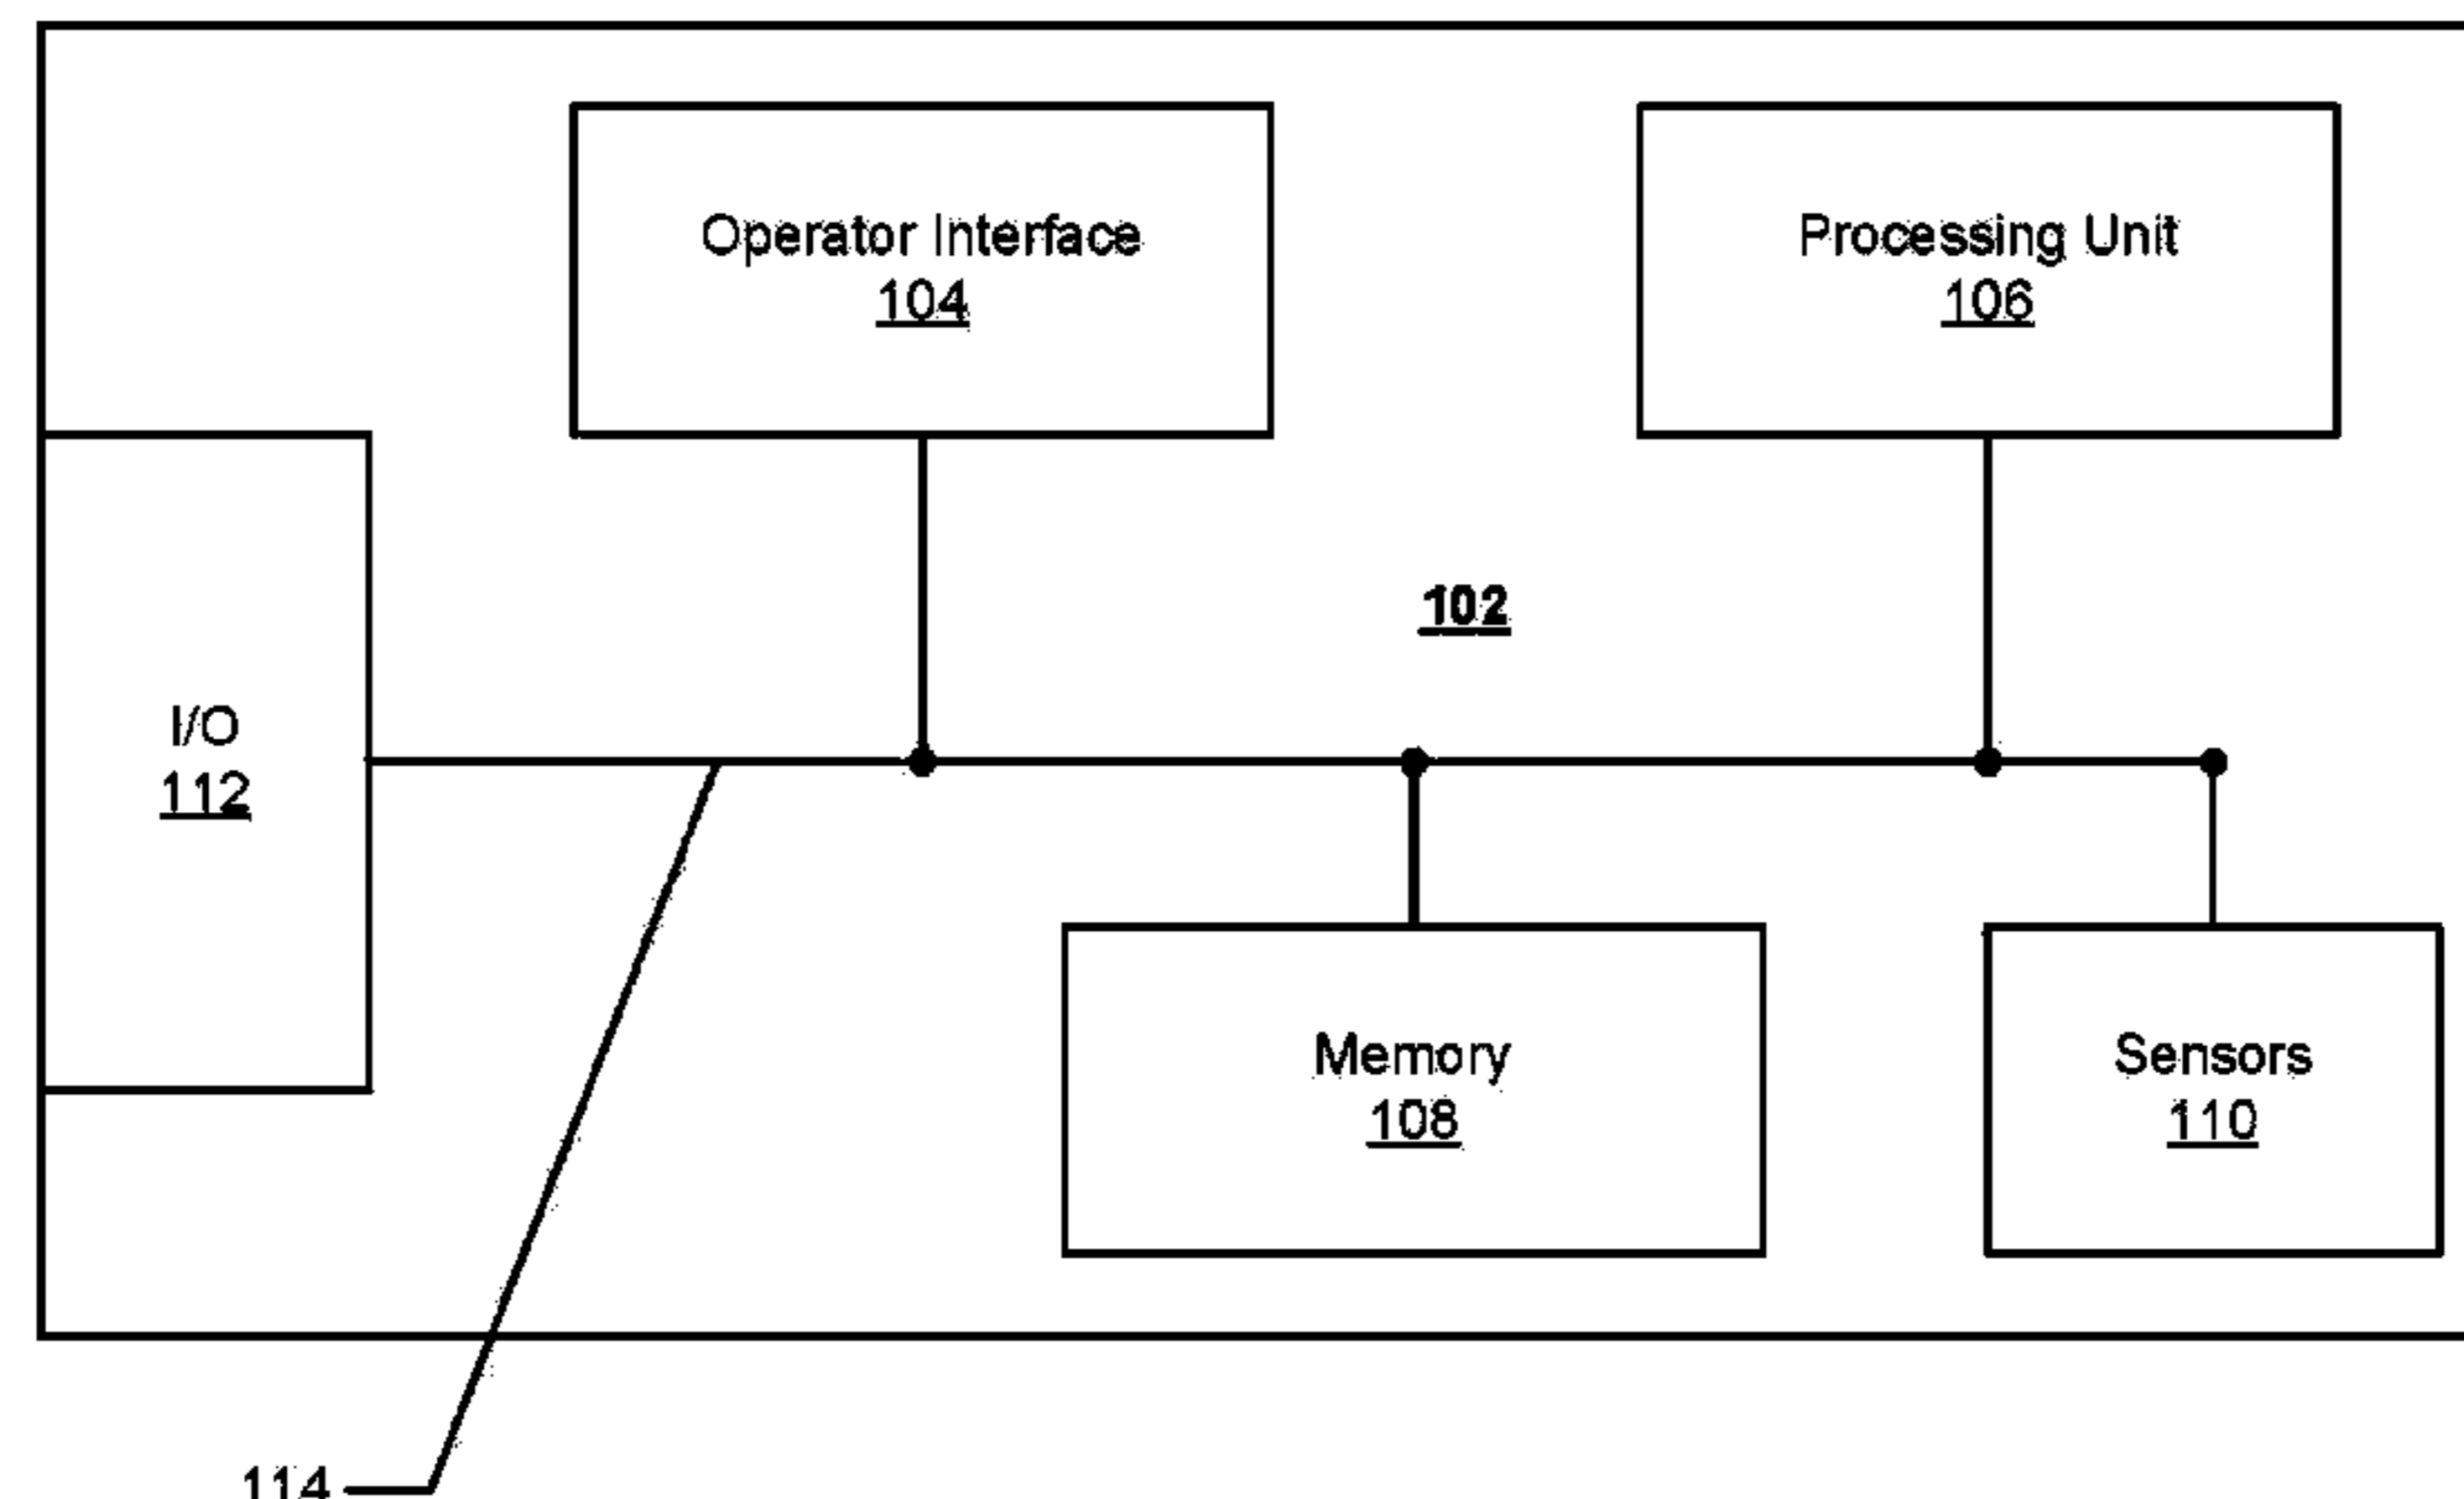 Operator Interface
104
Processing Unit
106
102
I/O
112
Memory
108
Sensors
110
114